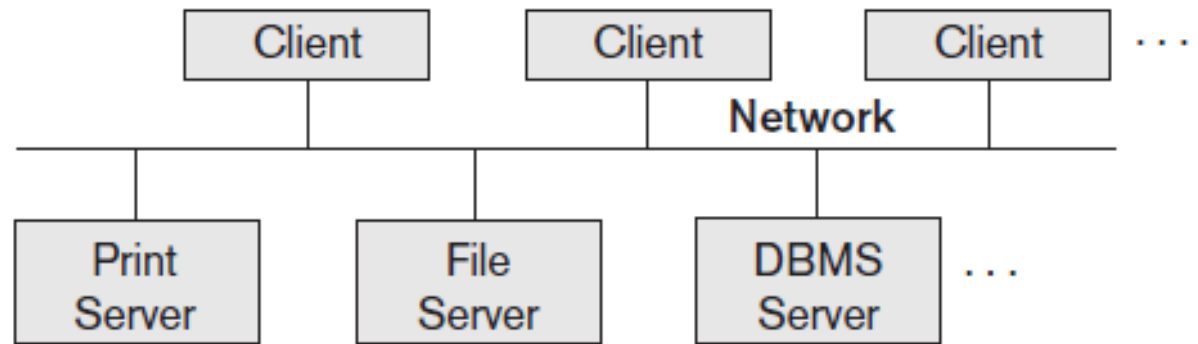 Client
Client
Client
. . .
Network
Print
Server
File
Server
DBMS
Server
. . .